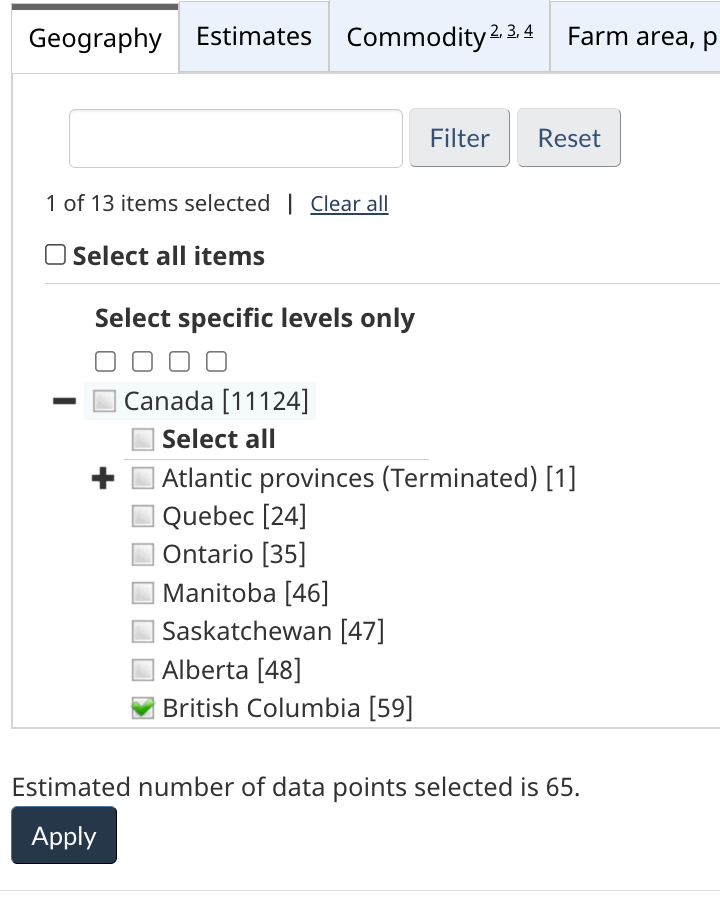 Geography Estimates Commodity 2, 3, 4 Farm area, p
Filter Reset
1 of 13 items selected | Clear all
Select all items
Select specific levels only
Canada [11124]
Select all
Atlantic provinces (Terminated) [1]
Quebec [24]
Ontario [35]
Manitoba [46]
Saskatchewan [47]
Alberta [48]
British Columbia [59]
Estimated number of data points selected is 65.
Apply